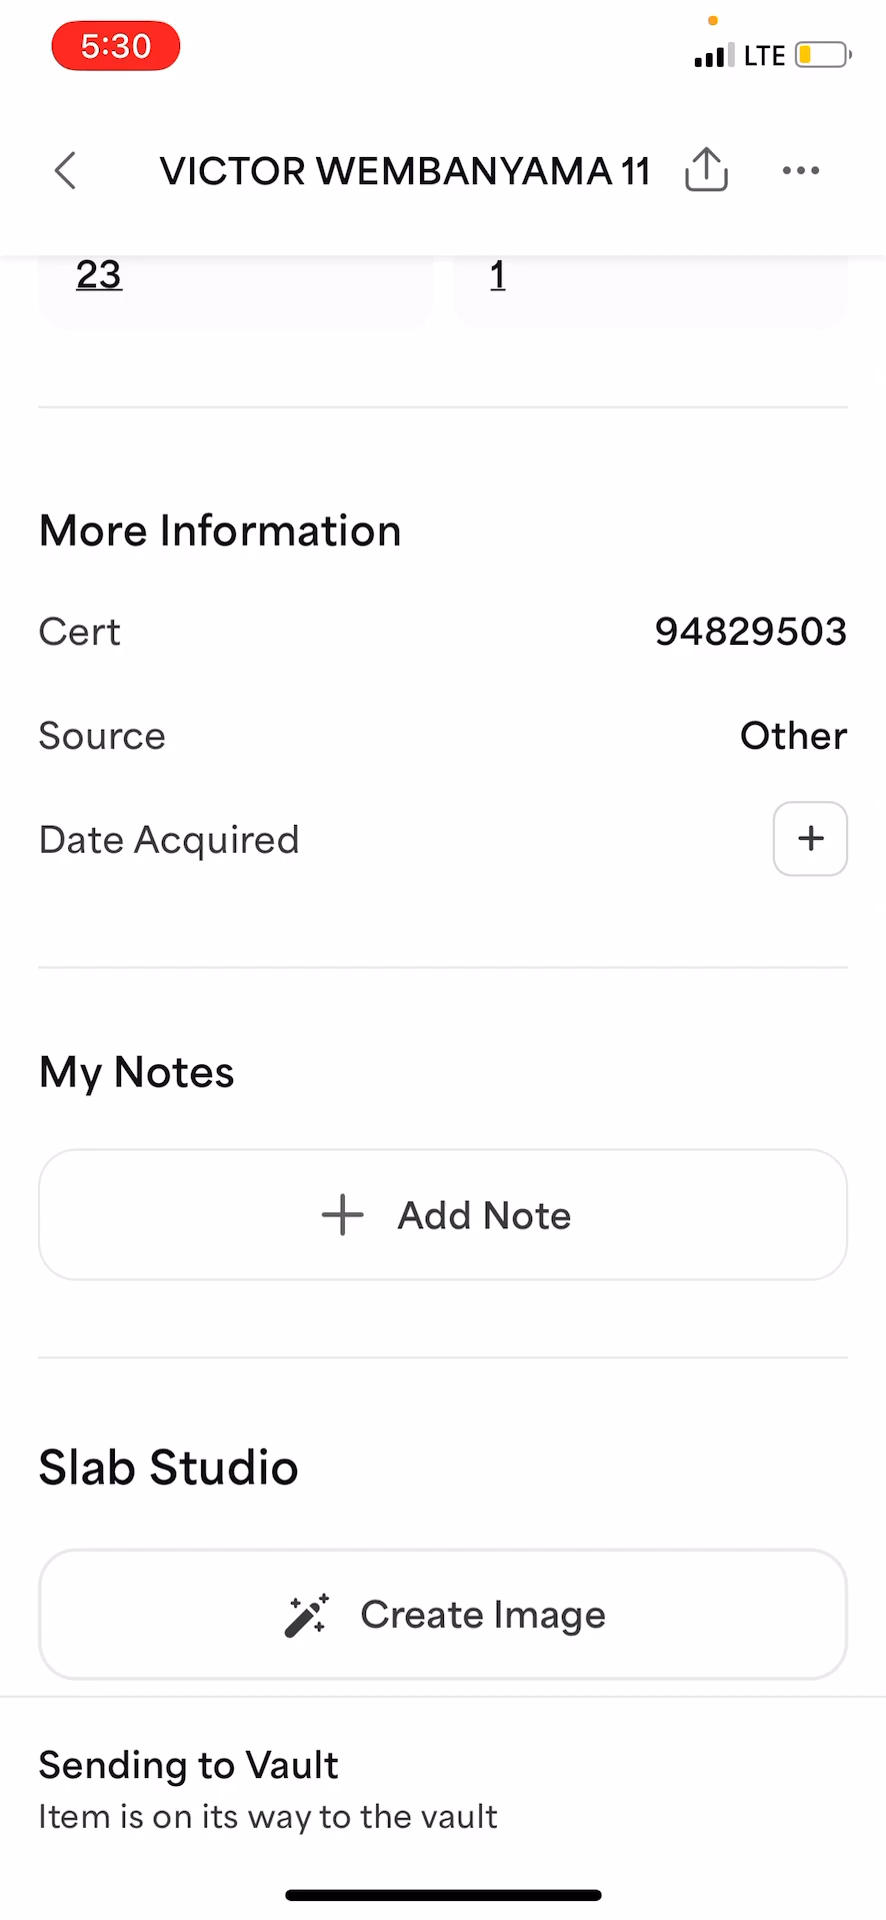 5:30
LTE
VICTOR WEMBANYAMA 11
23
1
More Information
Cert
94829503
Source
Other
Date Acquired
My Notes
Add Note
Slab Studio
Create Image
Sending to Vault
Item is on its way to the vault